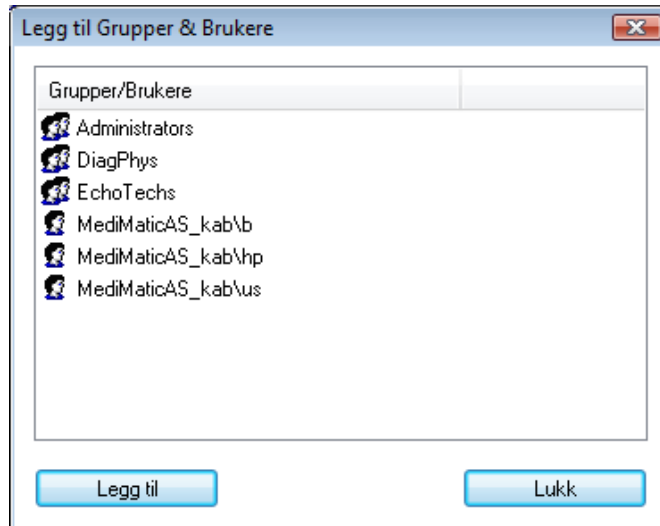 Legg til Grupper & Brukere
Grupper/Brukere
Administrators
DiagPhys
EchoTechs
MediMaticAS_kab\b
MediMaticAS_kab\hp
MediMaticAS_kab\us
Legg til
Lukk